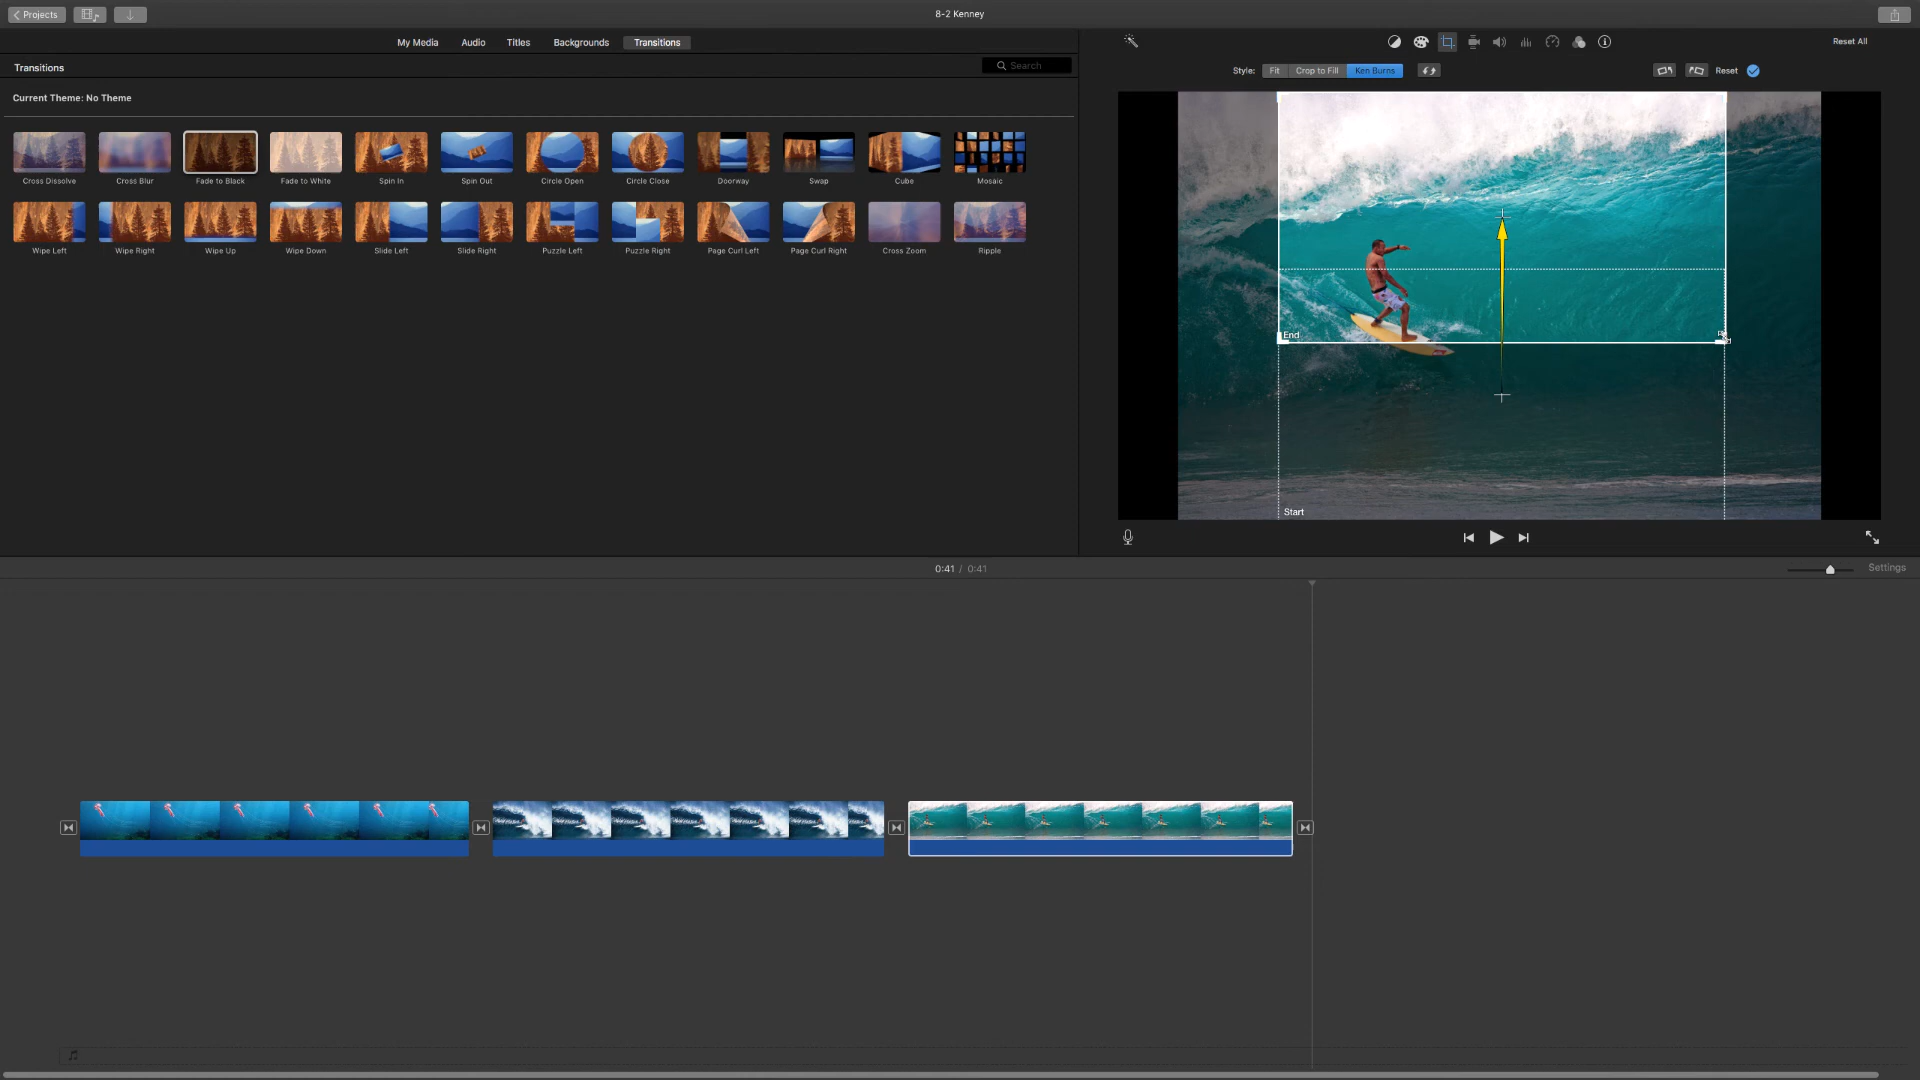 Projects
8-2 Kenney
My Media Audio Titles Backgrounds Transitions
Reset All
Transitions
Search
Style: Fit Crop to Fill Ken Burns Reset
Current Theme: No Theme
Cross Dissolve Cross Blur Fade to Black Fade to White Spin In Spin Out Circle Open Circle Close Doorway Swap Cube Mosaic
Wipe Left Wipe Right Wipe Up Wipe Down Slide Left Slide Right Puzzle Left Puzzle Right Page Curl Left Page Curl Right Cross Zoom Ripple
End
Start
0:41 / 0:41
Settings